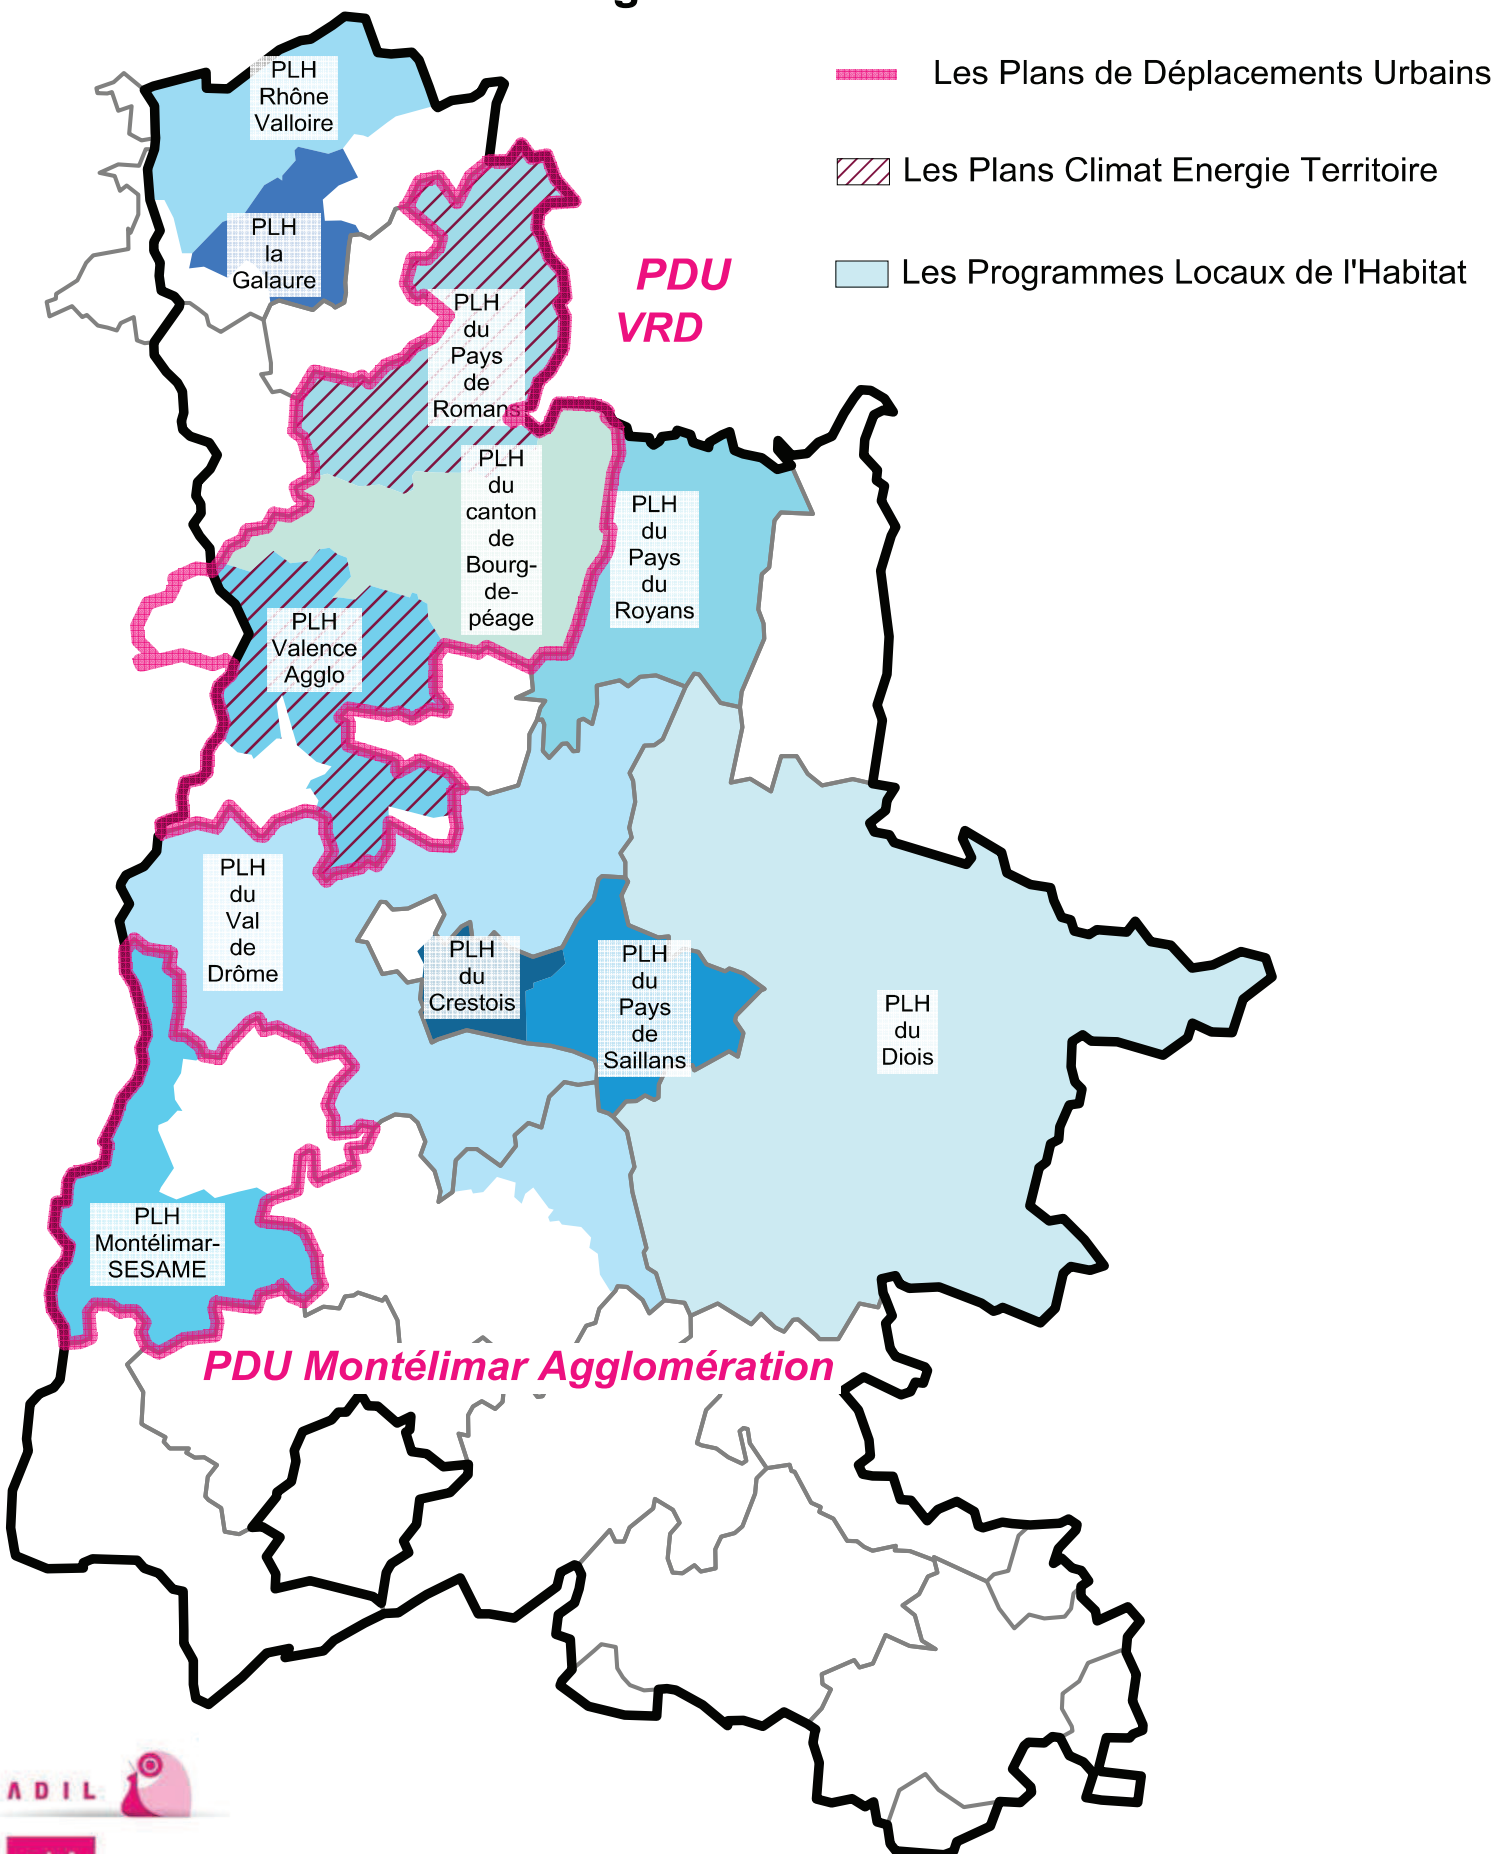 PLH
Rhône
Valloire
Les Plans de Déplacements Urbains
Les Plans Climat Energie Territoire
PLH
la
Galaure
Les Programmes Locaux de l'Habitat
PDU
VRD
PLH
du
Pays
de
Romans
PLH
du
canton
de
Bourg-
de-
péage
PLH
du
Pays
du
Royans
PLH
Valence
Agglo
PLH
du
Val
de
Drôme
PLH
du
Crestois
PLH
du
Pays
de
Saillans
PLH
du
Diois
PLH
Montélimar-
SESAME
PDU Montélimar Agglomération
ADIL